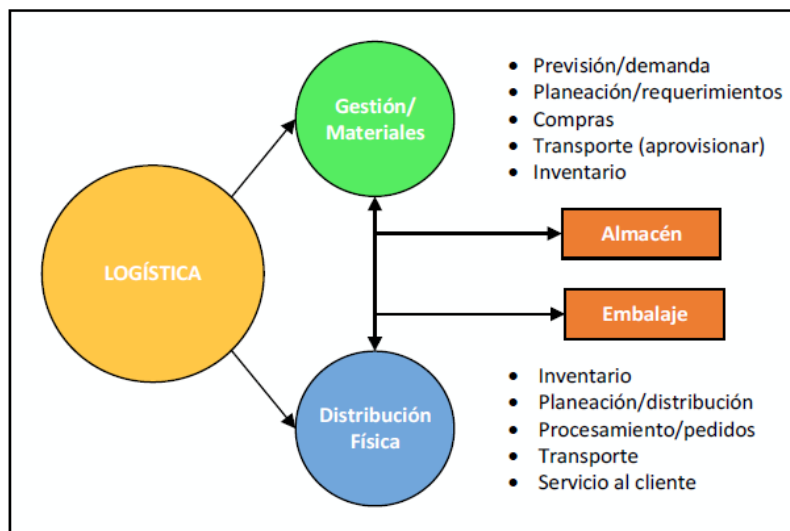 • Previsión/demanda
• Planeación/requerimientos
• Compras
• Transporte (aprovisionar)
• Inventario
Gestión/
Materiales
Almacén
LOGÍSTICA
Embalaje
Distribución
Física
• Inventario
• Planeación/distribución
• Procesamiento/pedidos
• Transporte
• Servicio al cliente